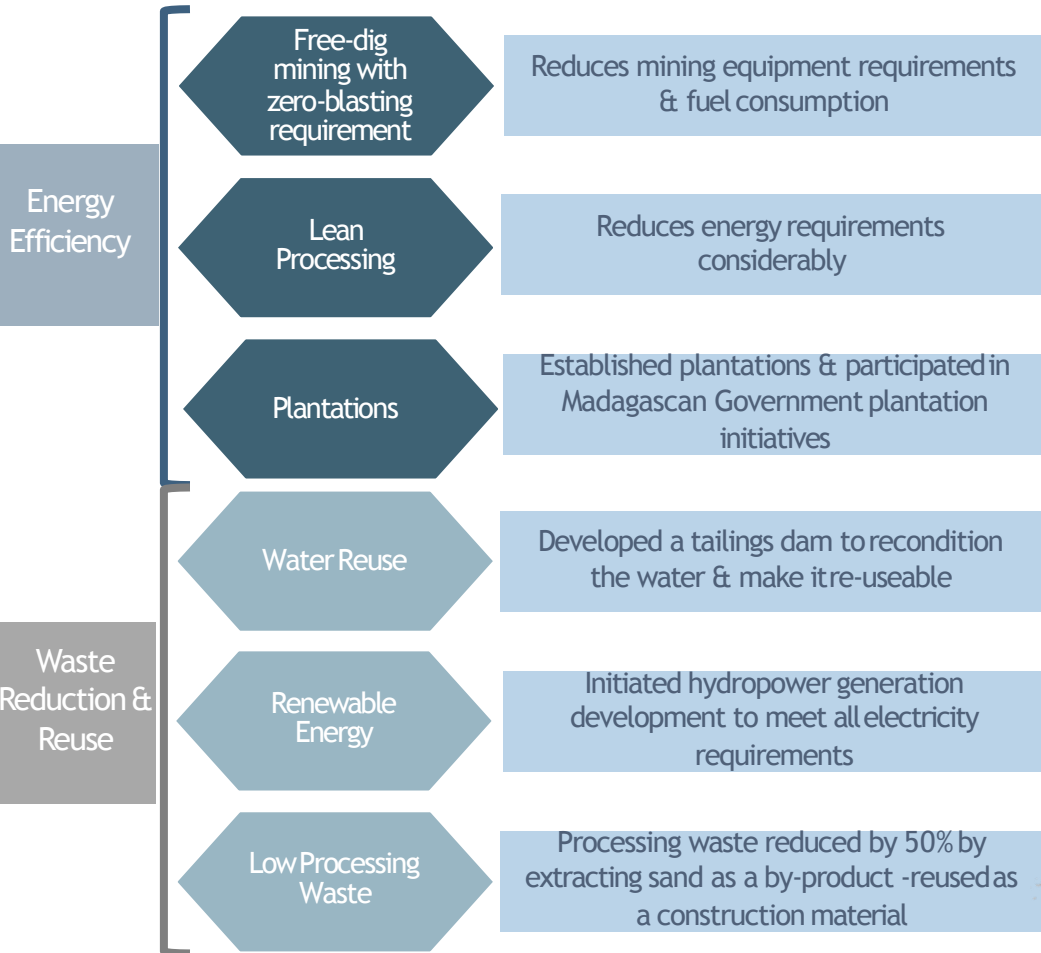 Energy
Efficiency
Free-dig
mining with
zero-blasting
requirement
Reduces mining equipment requirements
& fuel consumption
Lean
Processing
Reduces energy requirements
considerably
Plantations
Established plantations & participated in
Madagascan Government plantation
initiatives
Waste
Reduction &
Reuse
Water Reuse
Developed a tailings dam to recondition
the water & make it re-useable
Renewable
Energy
Initiated hydropower generation
development to meet all electricity
requirements
Low Processing
Waste
Processing waste reduced by 50% by
extracting sand as a by-product -reused as
a construction material